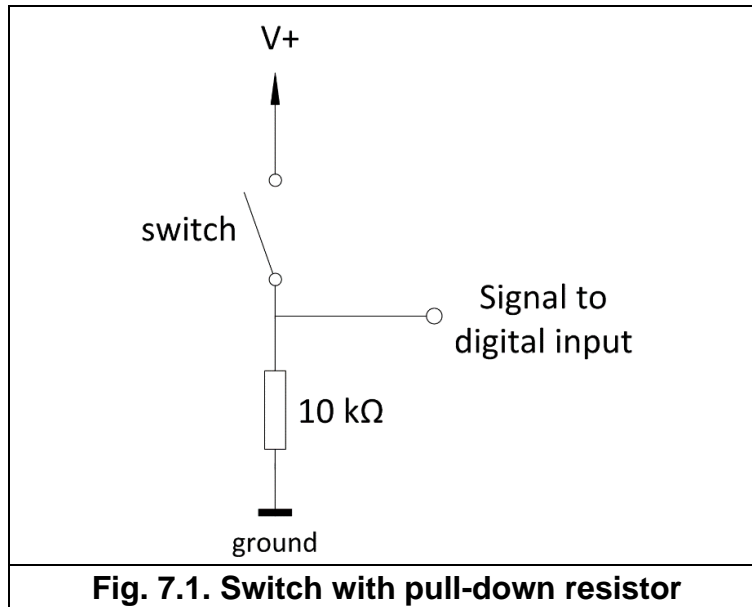 V+
switch
Signal to
digital input
10 kΩ
ground
Fig. 7.1. Switch with pull-down resistor